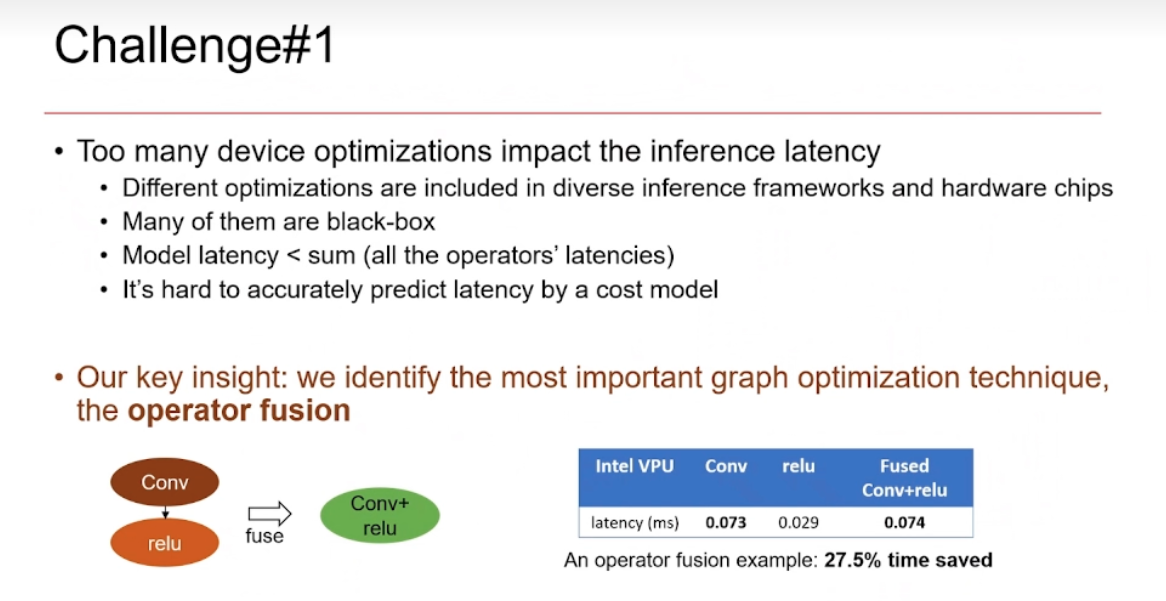 Challenge#1
• Too many device optimizations impact the inference latency
• Different optimizations are included in diverse inference frameworks and hardware chips
• Many of them are black-box
• Model latency < sum (all the operators’ latencies)
• It’s hard to accurately predict latency by a cost model
• Our key insight: we identify the most important graph optimization technique,
the operator fusion
Conv
relu
fuse
Conv+
relu
Intel VPU Conv relu Fused
Conv+relu
latency (ms) 0.073 0.029 0.074
An operator fusion example: 27.5% time saved